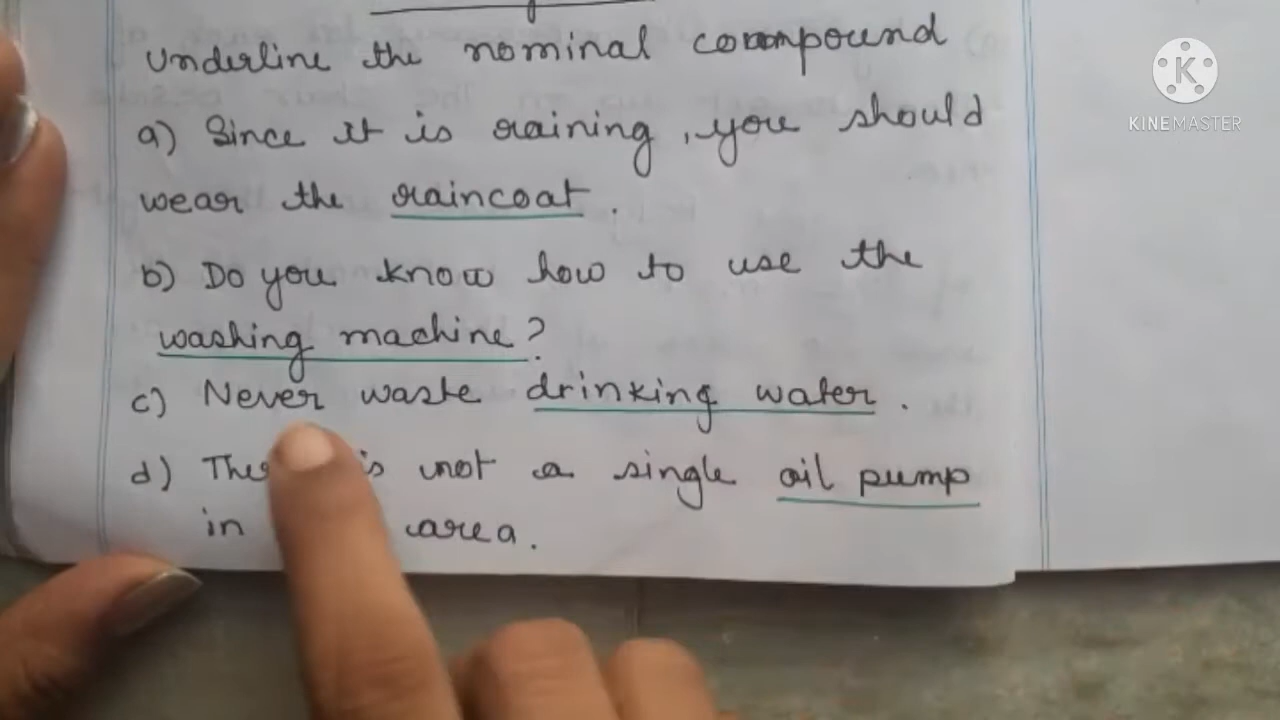 underline the nominal compound
a) Since it is raining, you should
wear the raincoat.
b) Do you know how to use the
washing machine?
c) Never waste drinking water.
d) is not a single oil pump
in area.
KINEMASTER